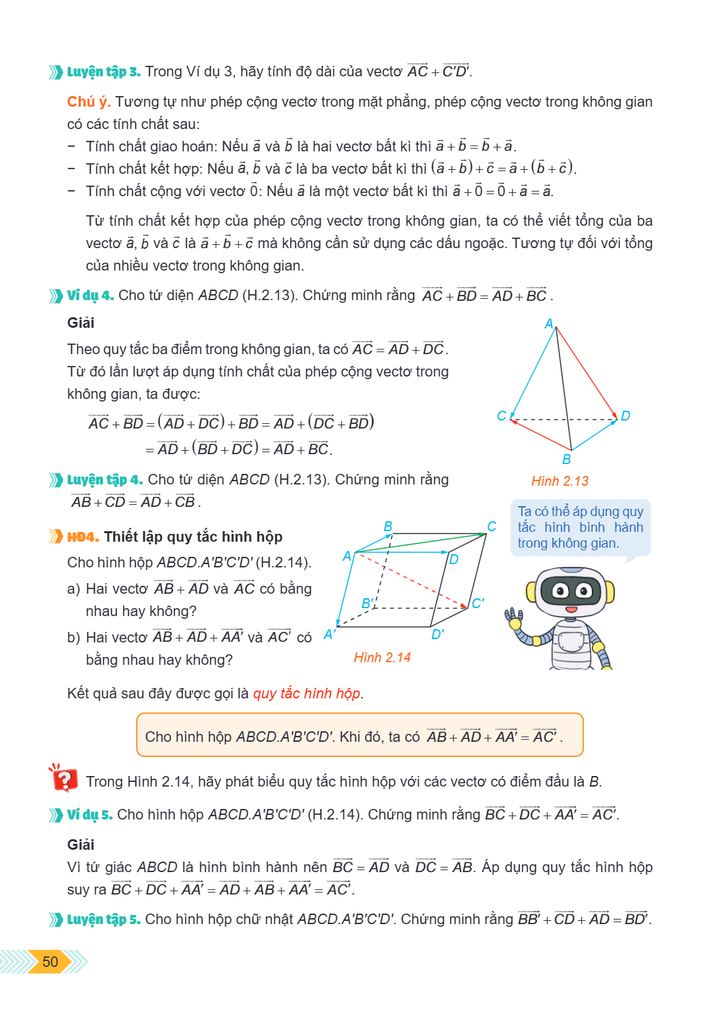 Luyện tập 3. Trong Ví dụ 3, hãy tính độ dài của vectơ $\overrightarrow{AC} + \overrightarrow{C'D'}$.
Chú ý. Tương tự như phép cộng vectơ trong mặt phẳng, phép cộng vectơ trong không gian
có các tính chất sau:
− Tính chất giao hoán: Nếu $\vec{a}$ và $\vec{b}$ là hai vectơ bất kì thì $\vec{a} + \vec{b} = \vec{b} + \vec{a}$.
− Tính chất kết hợp: Nếu $\vec{a}$, $\vec{b}$ và $\vec{c}$ là ba vectơ bất kì thì $(\vec{a} + \vec{b}) + \vec{c} = \vec{a} + (\vec{b} + \vec{c})$.
− Tính chất cộng với vectơ $\vec{0}$: Nếu $\vec{a}$ là một vectơ bất kì thì $\vec{a} + \vec{0} = \vec{0} + \vec{a} = \vec{a}$.
Từ tính chất kết hợp của phép cộng vectơ trong không gian, ta có thể viết tổng của ba
vectơ $\vec{a}$, $\vec{b}$ và $\vec{c}$ là $\vec{a} + \vec{b} + \vec{c}$ mà không cần sử dụng các dấu ngoặc. Tương tự đối với tổng
của nhiều vectơ trong không gian.
Ví dụ 4. Cho tứ diện ABCD (H.2.13). Chứng minh rằng $\overrightarrow{AC} + \overrightarrow{BD} = \overrightarrow{AD} + \overrightarrow{BC}$.
Giải
Theo quy tắc ba điểm trong không gian, ta có $\overrightarrow{AC} = \overrightarrow{AD} + \overrightarrow{DC}$.
Từ đó lần lượt áp dụng tính chất của phép cộng vectơ trong
không gian, ta được:
$\overrightarrow{AC} + \overrightarrow{BD} = (\overrightarrow{AD} + \overrightarrow{DC}) + \overrightarrow{BD} = \overrightarrow{AD} + (\overrightarrow{DC} + \overrightarrow{BD})$
$= \overrightarrow{AD} + (\overrightarrow{BD} + \overrightarrow{DC}) = \overrightarrow{AD} + \overrightarrow{BC}$.
A
C
D
B
Hình 2.13
Luyện tập 4. Cho tứ diện ABCD (H.2.13). Chứng minh rằng
$\overrightarrow{AB} + \overrightarrow{CD} = \overrightarrow{AD} + \overrightarrow{CB}$.
HĐ4. Thiết lập quy tắc hình hộp
Cho hình hộp ABCD.A'B'C'D' (H.2.14).
a) Hai vectơ $\overrightarrow{AB} + \overrightarrow{AD}$ và $\overrightarrow{AC}$ có bằng
nhau hay không?
b) Hai vectơ $\overrightarrow{AB} + \overrightarrow{AD} + \overrightarrow{AA'}$ và $\overrightarrow{AC'}$ có
bằng nhau hay không?
B
C
A
D
B'
C'
A'
D'
Hình 2.14
Ta có thể áp dụng quy
tắc hình bình hành
trong không gian.
Kết quả sau đây được gọi là quy tắc hình hộp.
Cho hình hộp ABCD.A'B'C'D'. Khi đó, ta có $\overrightarrow{AB} + \overrightarrow{AD} + \overrightarrow{AA'} = \overrightarrow{AC'}$.
?
Trong Hình 2.14, hãy phát biểu quy tắc hình hộp với các vectơ có điểm đầu là B.
Ví dụ 5. Cho hình hộp ABCD.A'B'C'D' (H.2.14). Chứng minh rằng $\overrightarrow{BC} + \overrightarrow{DC} + \overrightarrow{AA'} = \overrightarrow{AC'}$.
Giải
Vì tứ giác ABCD là hình bình hành nên $\overrightarrow{BC} = \overrightarrow{AD}$ và $\overrightarrow{DC} = \overrightarrow{AB}$. Áp dụng quy tắc hình hộp
suy ra $\overrightarrow{BC} + \overrightarrow{DC} + \overrightarrow{AA'} = \overrightarrow{AD} + \overrightarrow{AB} + \overrightarrow{AA'} = \overrightarrow{AC'}$.
Luyện tập 5. Cho hình hộp chữ nhật ABCD.A'B'C'D'. Chứng minh rằng $\overrightarrow{BB'} + \overrightarrow{CD} + \overrightarrow{AD} = \overrightarrow{BD'}$.
50